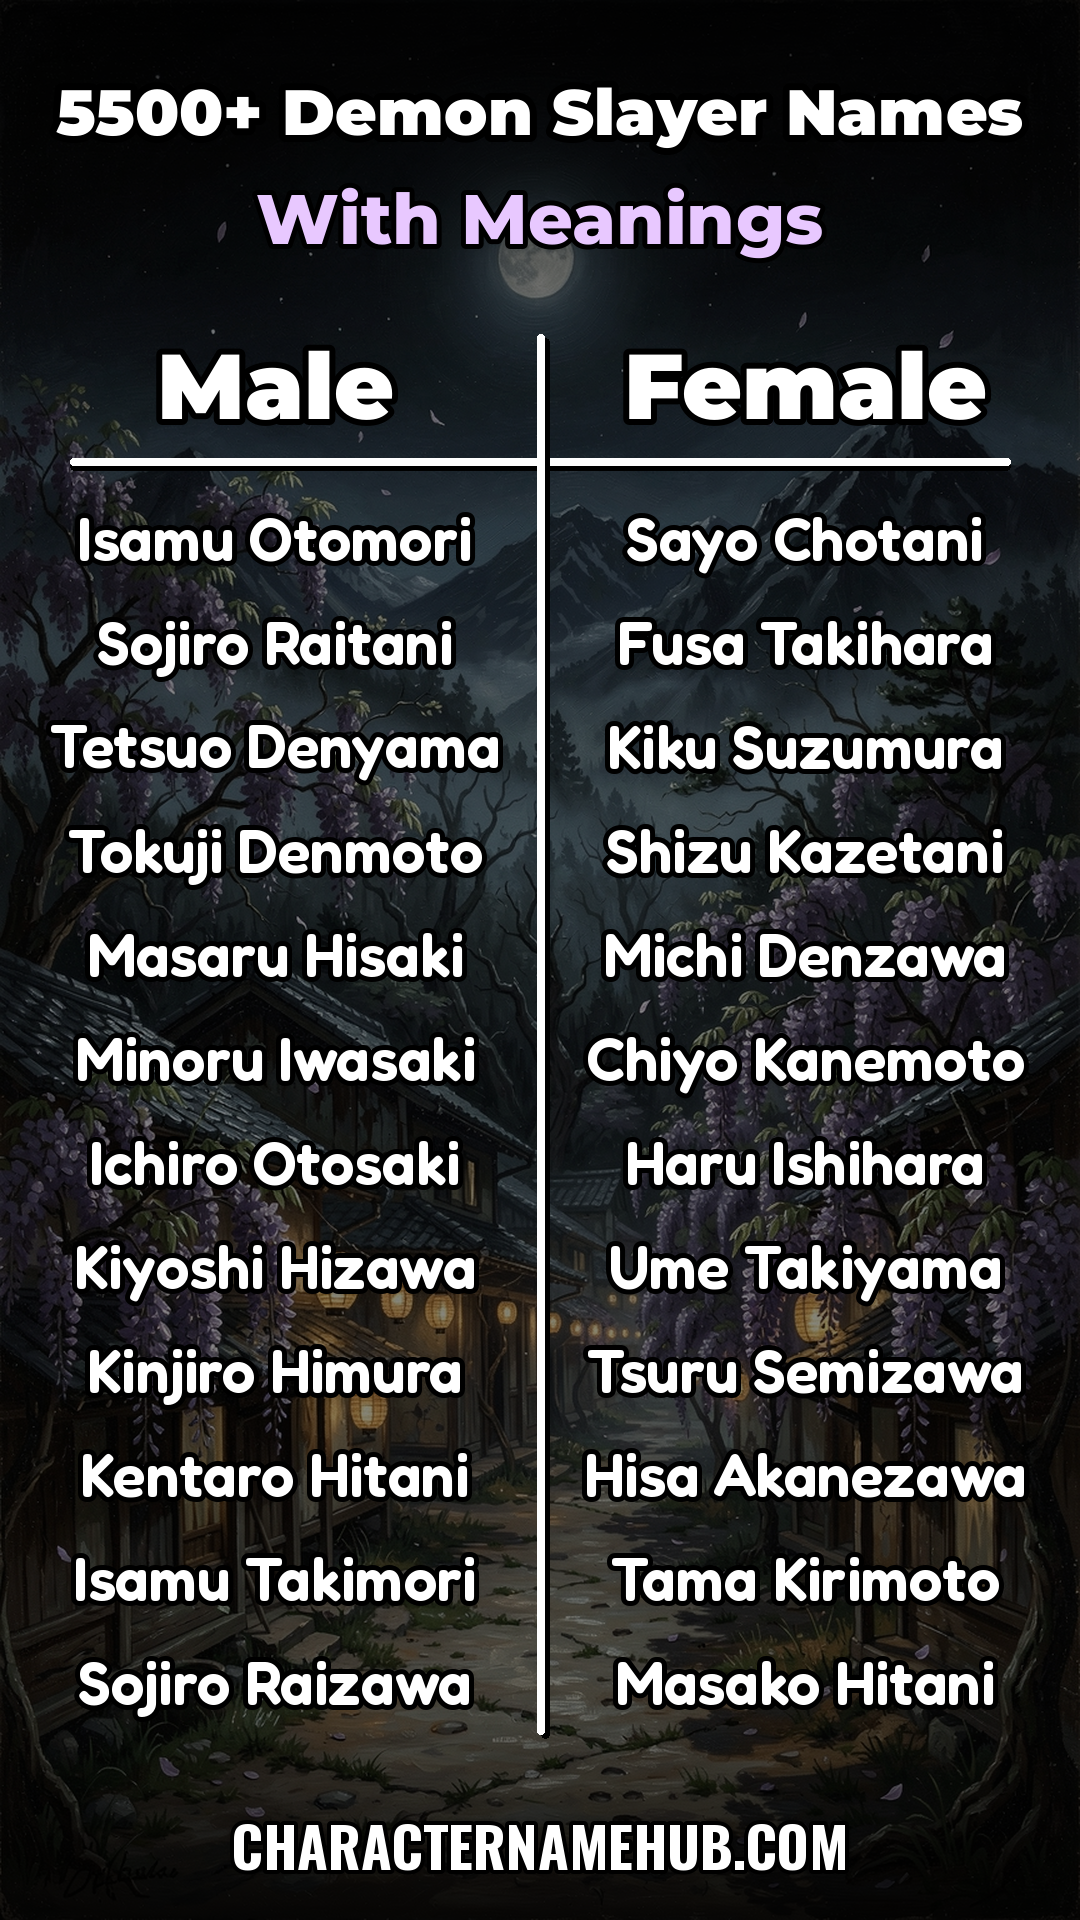 5500+ Demon Slayer Names
With Meanings
Male
Female
Isamu Otomori
Sayo Chotani
Sojiro Raitani
Fusa Takihara
Tetsuo Denyama
Kiku Suzumura
Tokuji Denmoto
Shizu Kazetani
Masaru Hisaki
Michi Denzawa
Minoru Iwasaki
Chiyo Kanemoto
Ichiro Otosaki
Haru Ishihara
Kiyoshi Hizawa
Ume Takiyama
Kinjiro Himura
Tsuru Semizawa
Kentaro Hitani
Hisa Akanezawa
Isamu Takimori
Tama Kirimoto
Sojiro Raizawa
Masako Hitani
CHARACTERNAMEHUB.COM